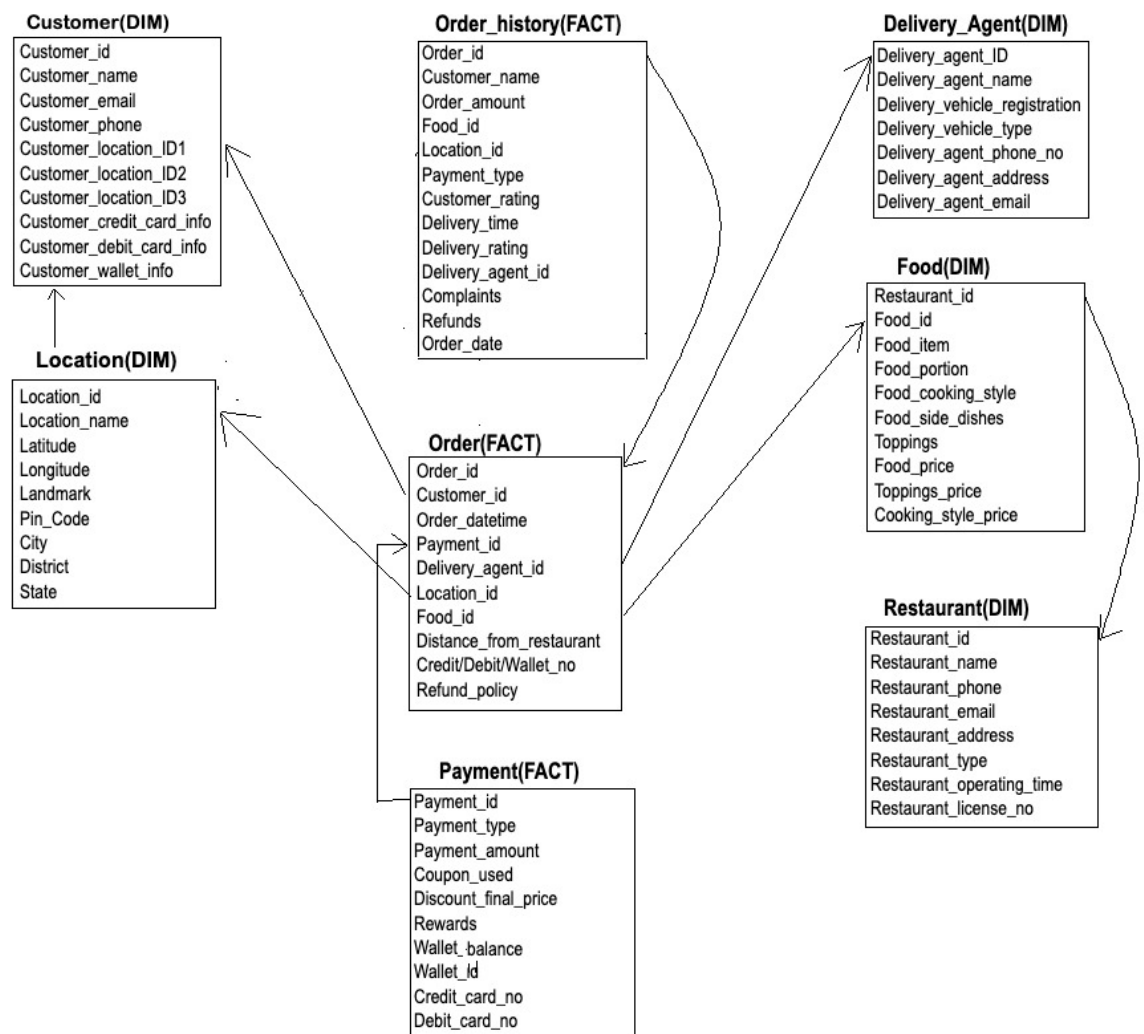 Customer(DIM)
Customer_id
Customer_name
Customer_email
Customer_phone
Customer_location_ID1
Customer_location_ID2
Customer_location_ID3
Customer_credit_card_info
Customer_debit_card_info
Customer_wallet_info
Location(DIM)
Location_id
Location_name
Latitude
Longitude
Landmark
Pin_Code
City
District
State
Order_history(FACT)
Order_id
Customer_name
Order_amount
Food_id
Location_id
Payment_type
Customer_rating
Delivery_time
Delivery_rating
Delivery_agent_id
Complaints
Refunds
Order_date
Order(FACT)
Order_id
Customer_id
Order_datetime
Payment_id
Delivery_agent_id
Location_id
Food_id
Distance_from_restaurant
Credit/Debit/Wallet_no
Refund_policy
Payment(FACT)
Payment_id
Payment_type
Payment_amount
Coupon_used
Discount_final_price
Rewards
Wallet_balance
Wallet_id
Credit_card_no
Debit_card_no
Delivery_Agent(DIM)
Delivery_agent_ID
Delivery_agent_name
Delivery_vehicle_registration
Delivery_vehicle_type
Delivery_agent_phone_no
Delivery_agent_address
Delivery_agent_email
Food(DIM)
Restaurant_id
Food_id
Food_item
Food_portion
Food_cooking_style
Food_side_dishes
Toppings
Food_price
Toppings_price
Cooking_style_price
Restaurant(DIM)
Restaurant_id
Restaurant_name
Restaurant_phone
Restaurant_email
Restaurant_address
Restaurant_type
Restaurant_operating_time
Restaurant_license_no